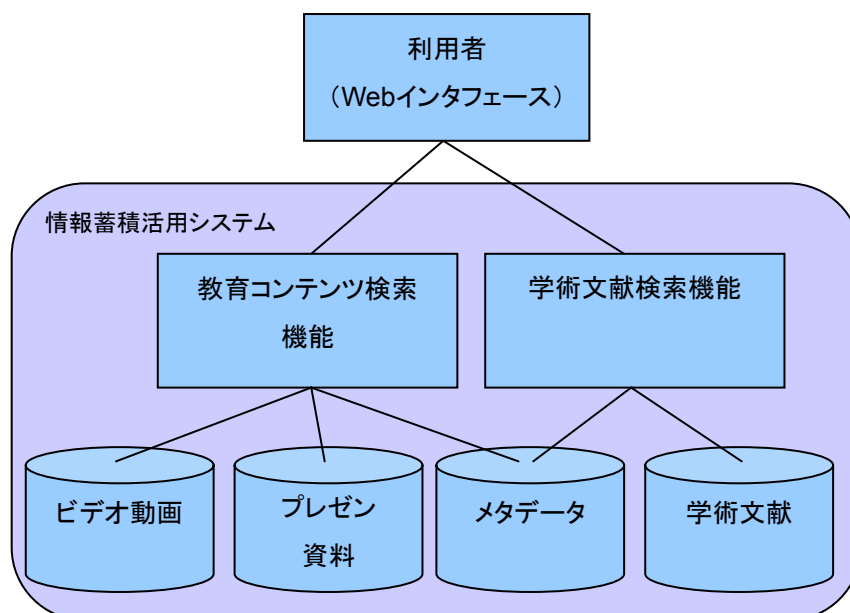 利用者
（Webインタフェース）
情報蓄積活用システム
教育コンテンツ検索
機能
学術文献検索機能
ビデオ動画
プレゼン
資料
メタデータ
学術文献